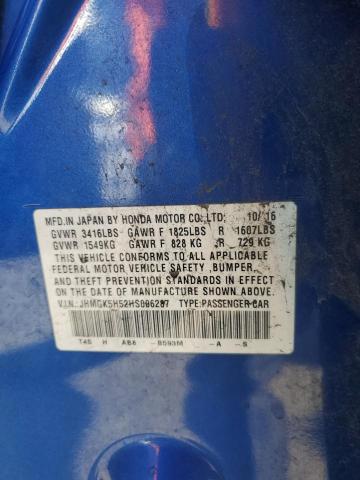 MFD.IN JAPAN BY HONDA MOTOR CO.,LTD. 10/16
GVWR 3416LBS GAWR F 1825LBS R 1607LBS
GVWR 1549KG GAWR F 828 KG R 729 KG
THIS VEHICLE CONFORMS TO ALL APPLICABLE
FEDERAL MOTOR VEHICLE SAFETY,BUMPER,
AND THEFT PREVENTION STANDARDS IN EFFECT
ON THE DATE OF MANUFACTURE SHOWN ABOVE.
V.I.N.: JHMGK5H52HS006287 TYPE:PASSENGER CAR
T4S H AB8 B593M A S